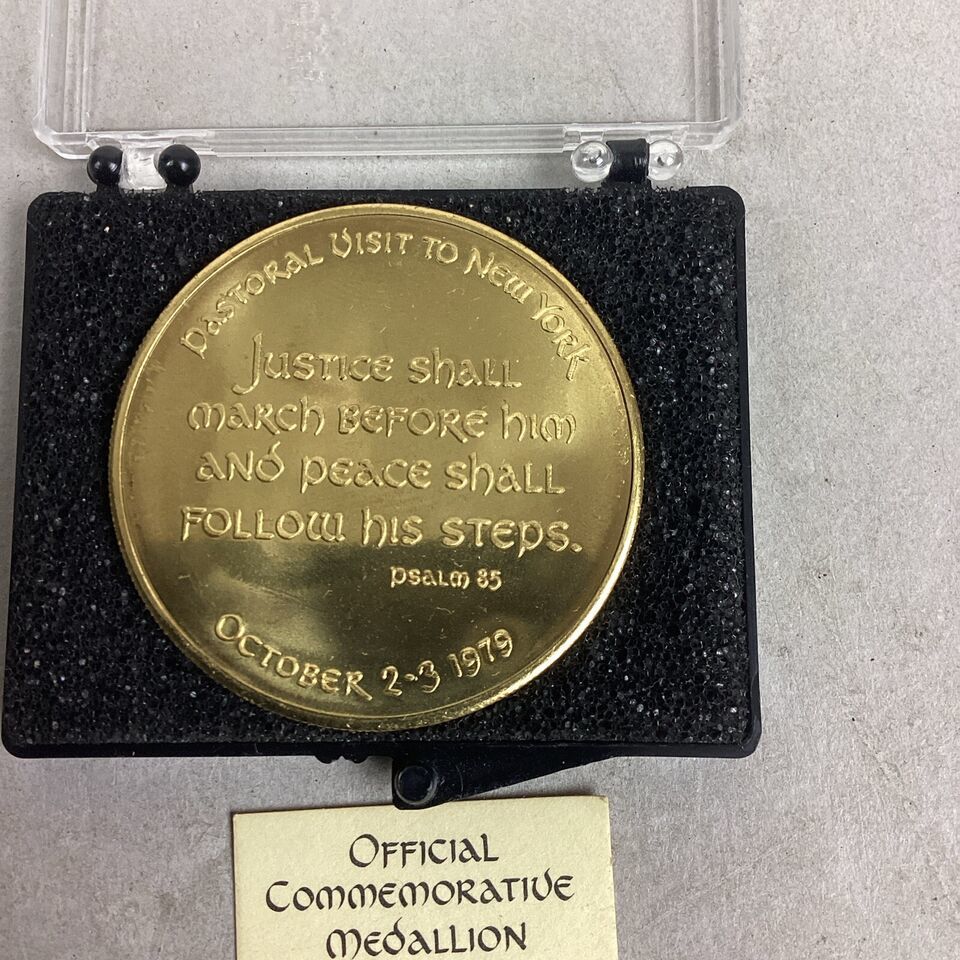 Pastoral Visit to New York
Justice shall
march before him
and peace shall
follow his steps.
Psalm 85
October 2-3 1979
Official
Commemorative
Medallion